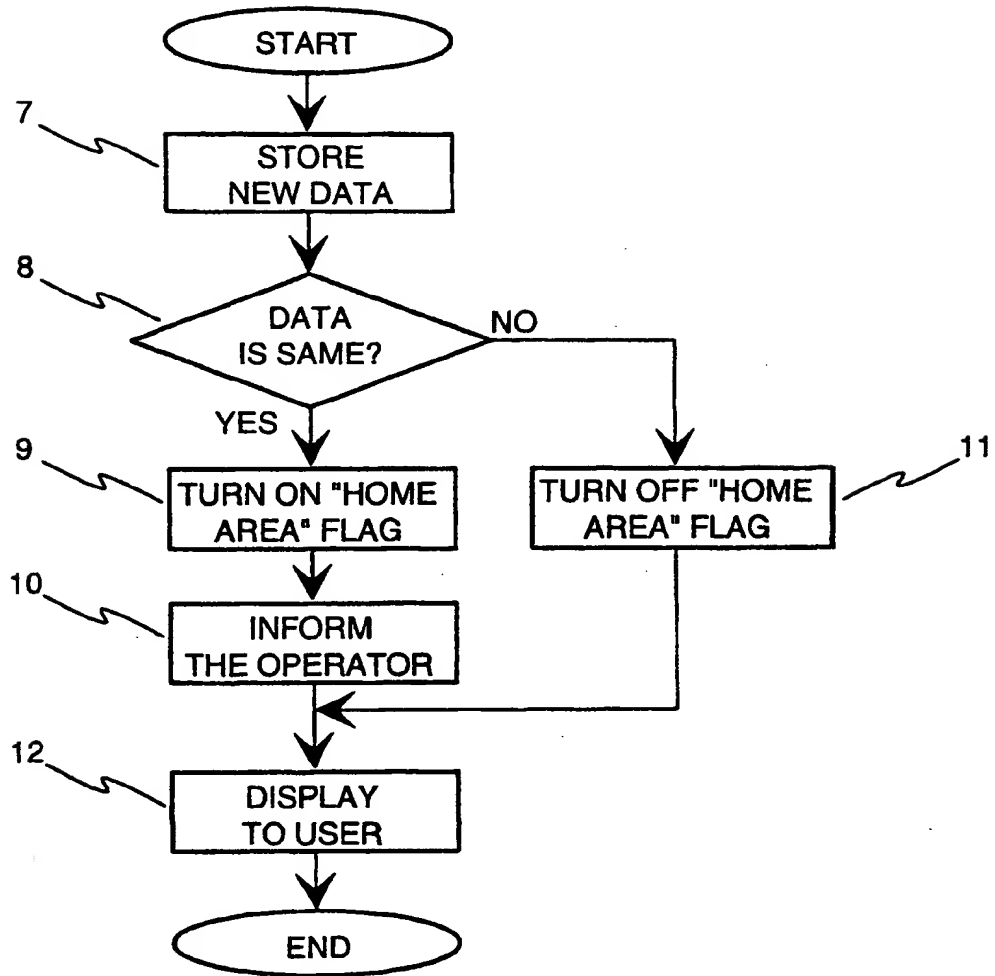 START
7
STORE
NEW DATA
8
DATA
IS SAME?
NO
YES
9
TURN ON "HOME
AREA" FLAG
11
TURN OFF "HOME
AREA" FLAG
10
INFORM
THE OPERATOR
12
DISPLAY
TO USER
END